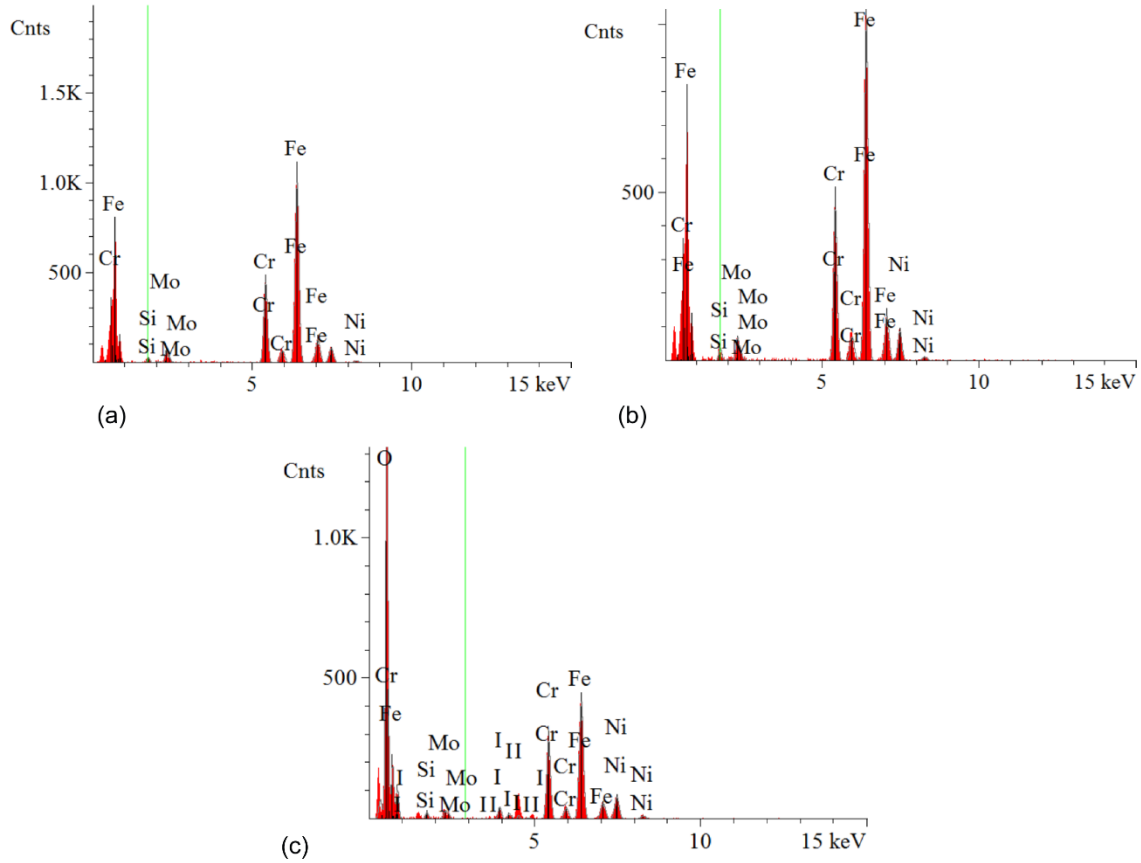 Cnts
1.5K
1.0K
500
Fe
Cr
Mo
Si
Mo
Si
Mo
Cr
Cr
Cr
Fe
Fe
Fe
Fe
Ni
Ni
5
10
15 keV
(a)
Cnts
500
Fe
Cr
Fe
Mo
Si
Mo
Mo
Si
Mo
Cr
Cr
Cr
Cr
Fe
Fe
Ni
Fe
Fe
Ni
Ni
5
10
15 keV
(b)
Cnts
1.0K
500
O
Cr
Fe
I
I
Mo
Si
Mo
Si
Mo
I
II
I
I
II
I
I
II
Cr
Cr
Cr
Cr
Fe
Fe
Fe
Ni
Ni
Ni
Ni
5
10
15 keV
(c)